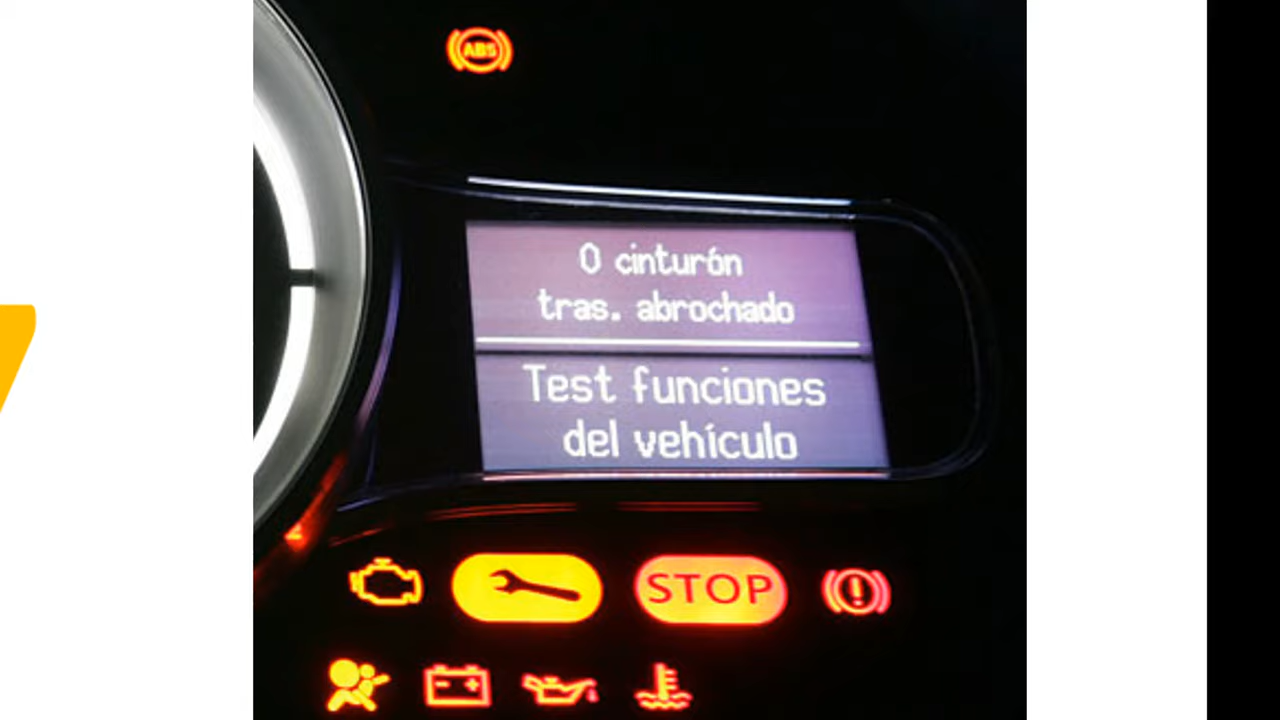 ABS
0 cinturón
tras. abrochado
Test funciones
del vehículo
STOP